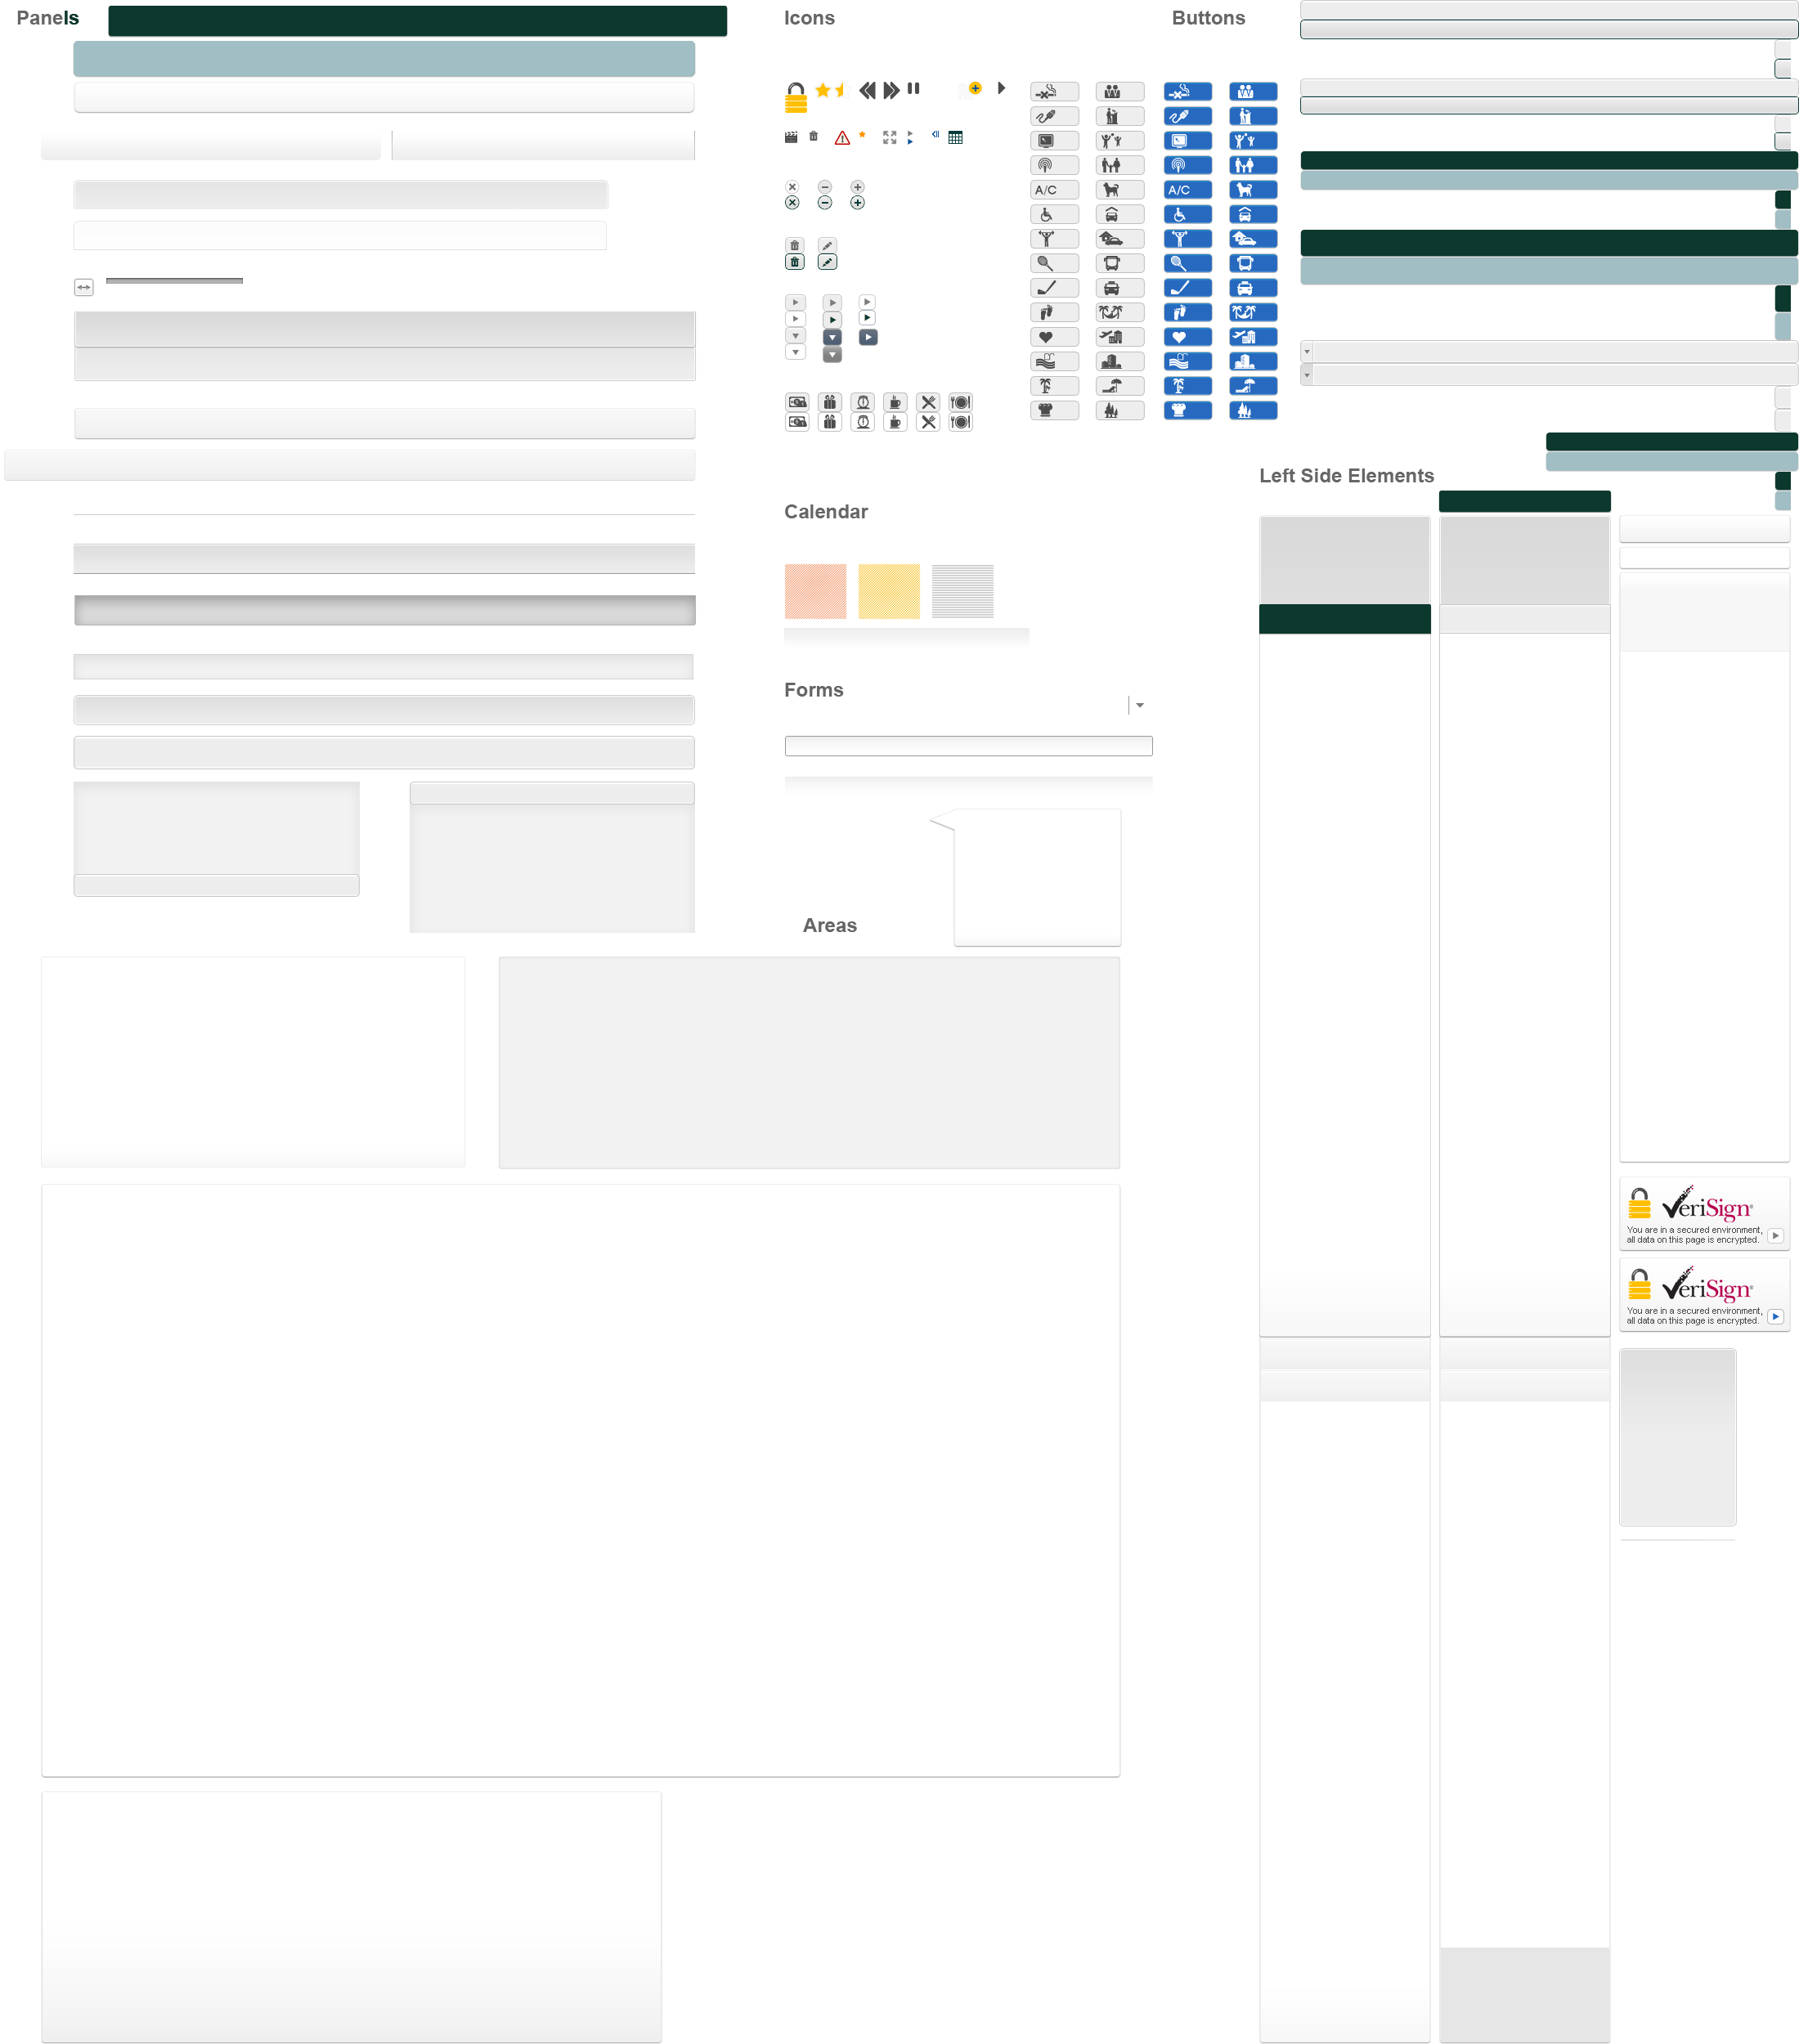 Panels
Icons
Buttons
A/C
A/C
Left Side Elements
Calendar
Forms
Areas
VeriSign®
You are in a secured environment,
all data on this page is encrypted.
VeriSign®
You are in a secured environment,
all data on this page is encrypted.